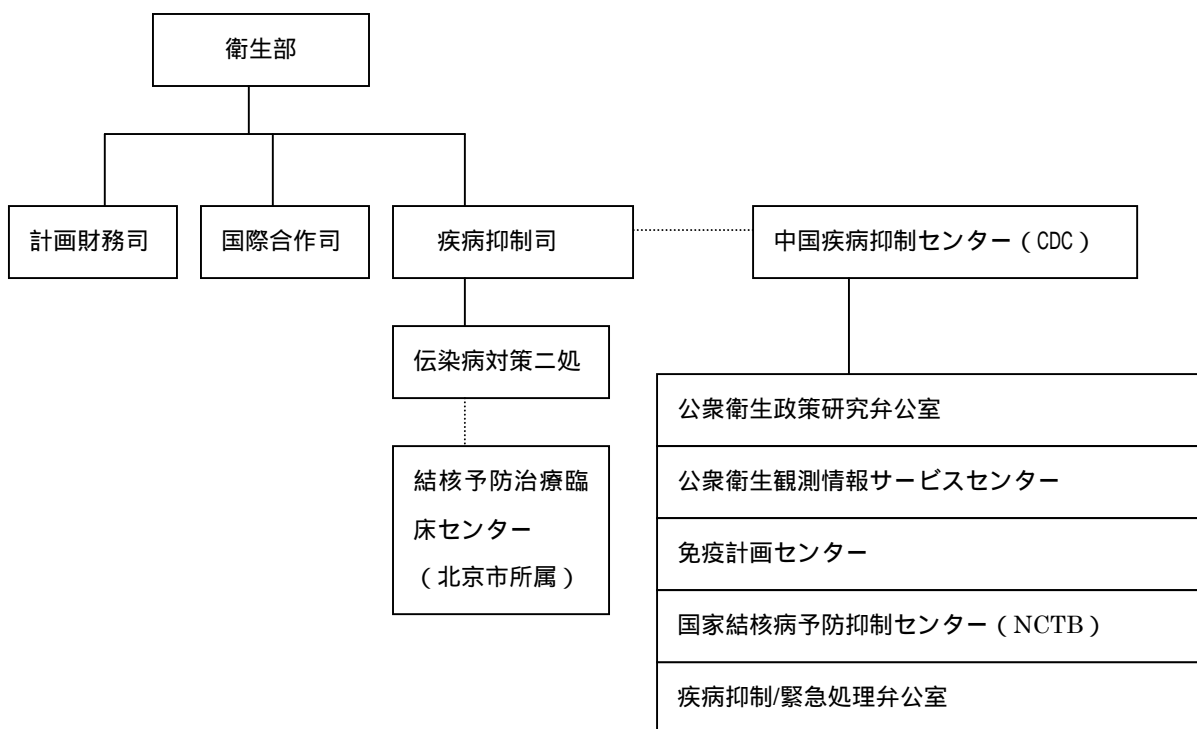 衛生部
計画財務司
国際合作司
疾病抑制司
中国疾病抑制センター(CDC)
伝染病対策二処
結核予防治療臨
床センター
(北京市所属)
公衆衛生政策研究弁公室
公衆衛生観測情報サービスセンター
免疫計画センター
国家結核病予防抑制センター(NCTB)
疾病抑制/緊急処理弁公室